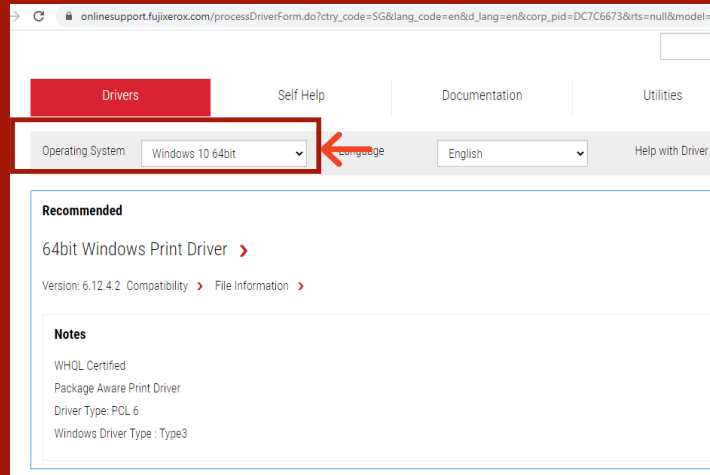 onlinesupport.fujixerox.com/processDriverForm.do?ctry_code=SG&lang_code=en&d_lang=en&corp_pid=DC7C6673&rts=null&model=
Drivers Self Help Documentation Utilities
Operating System Windows 10 64bit Language English Help with Driver
Recommended
64bit Windows Print Driver
Version: 6.12.4.2 Compatibility File Information
Notes
WHQL Certified
Package Aware Print Driver
Driver Type: PCL 6
Windows Driver Type : Type3